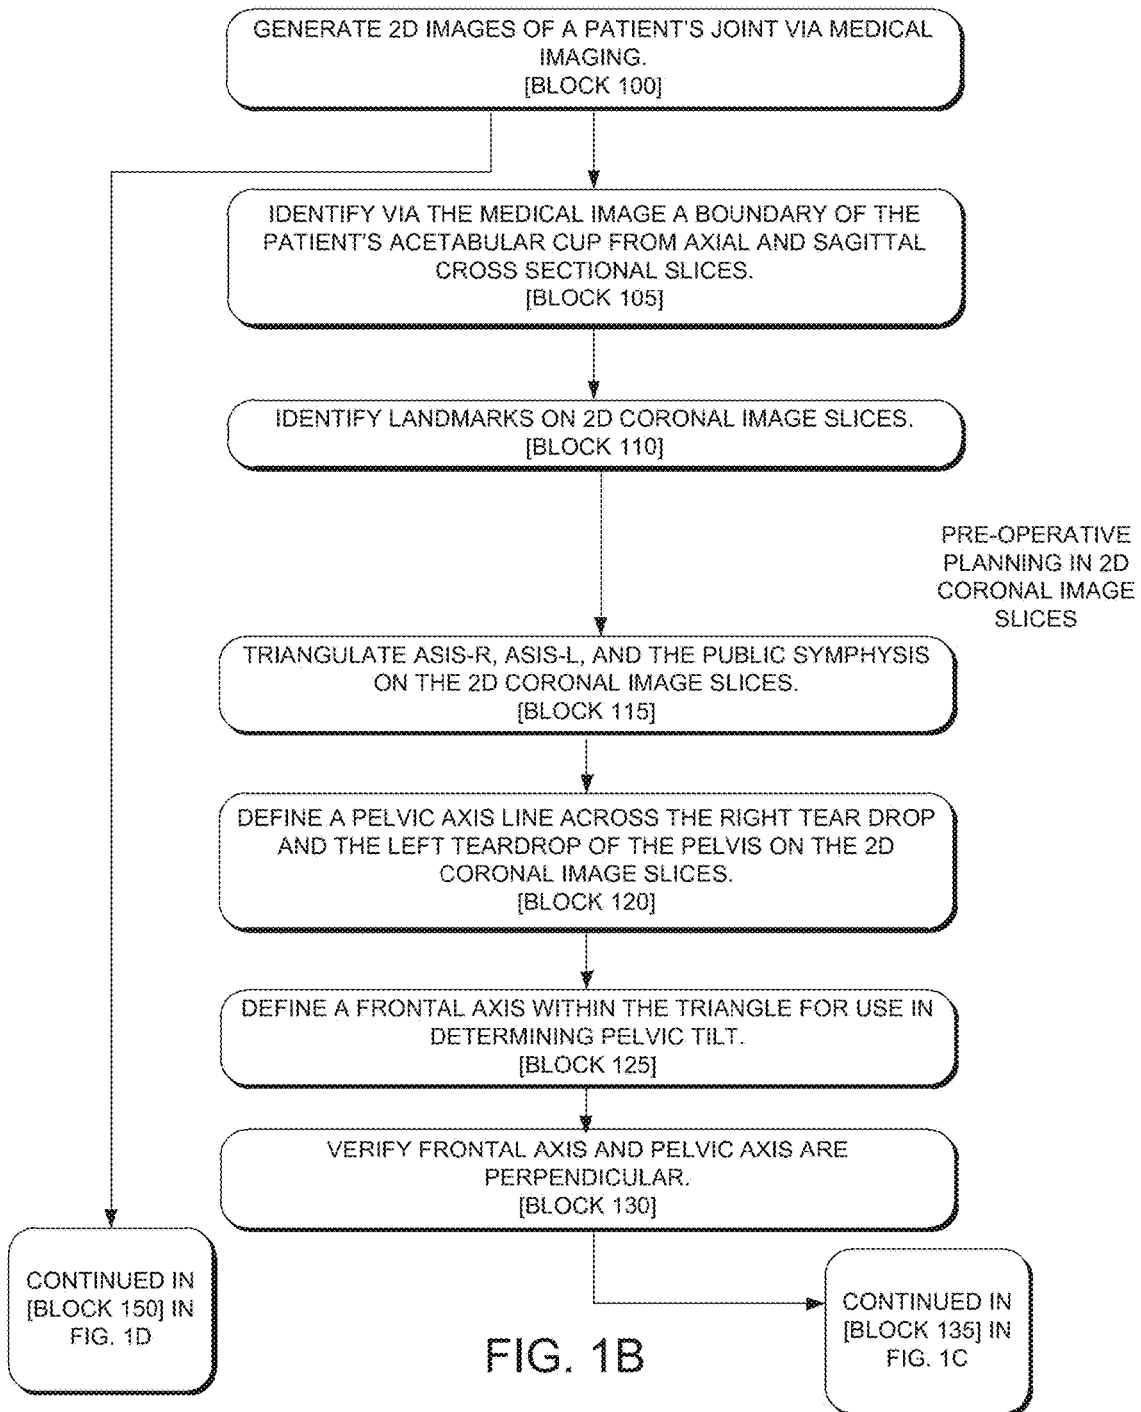 GENERATE 2D IMAGES OF A PATIENT'S JOINT VIA MEDICAL
IMAGING.
[BLOCK 100]
IDENTIFY VIA THE MEDICAL IMAGE A BOUNDARY OF THE
PATIENT'S ACETABULAR CUP FROM AXIAL AND SAGITTAL
CROSS SECTIONAL SLICES.
[BLOCK 105]
IDENTIFY LANDMARKS ON 2D CORONAL IMAGE SLICES.
[BLOCK 110]
PRE-OPERATIVE
PLANNING IN 2D
CORONAL IMAGE
SLICES
TRIANGULATE ASIS-R, ASIS-L, AND THE PUBLIC SYMPHYSIS
ON THE 2D CORONAL IMAGE SLICES.
[BLOCK 115]
DEFINE A PELVIC AXIS LINE ACROSS THE RIGHT TEAR DROP
AND THE LEFT TEARDROP OF THE PELVIS ON THE 2D
CORONAL IMAGE SLICES.
[BLOCK 120]
DEFINE A FRONTAL AXIS WITHIN THE TRIANGLE FOR USE IN
DETERMINING PELVIC TILT.
[BLOCK 125]
VERIFY FRONTAL AXIS AND PELVIC AXIS ARE
PERPENDICULAR.
[BLOCK 130]
CONTINUED IN
[BLOCK 150] IN
FIG. 1D
CONTINUED IN
[BLOCK 135] IN
FIG. 1C
FIG. 1B